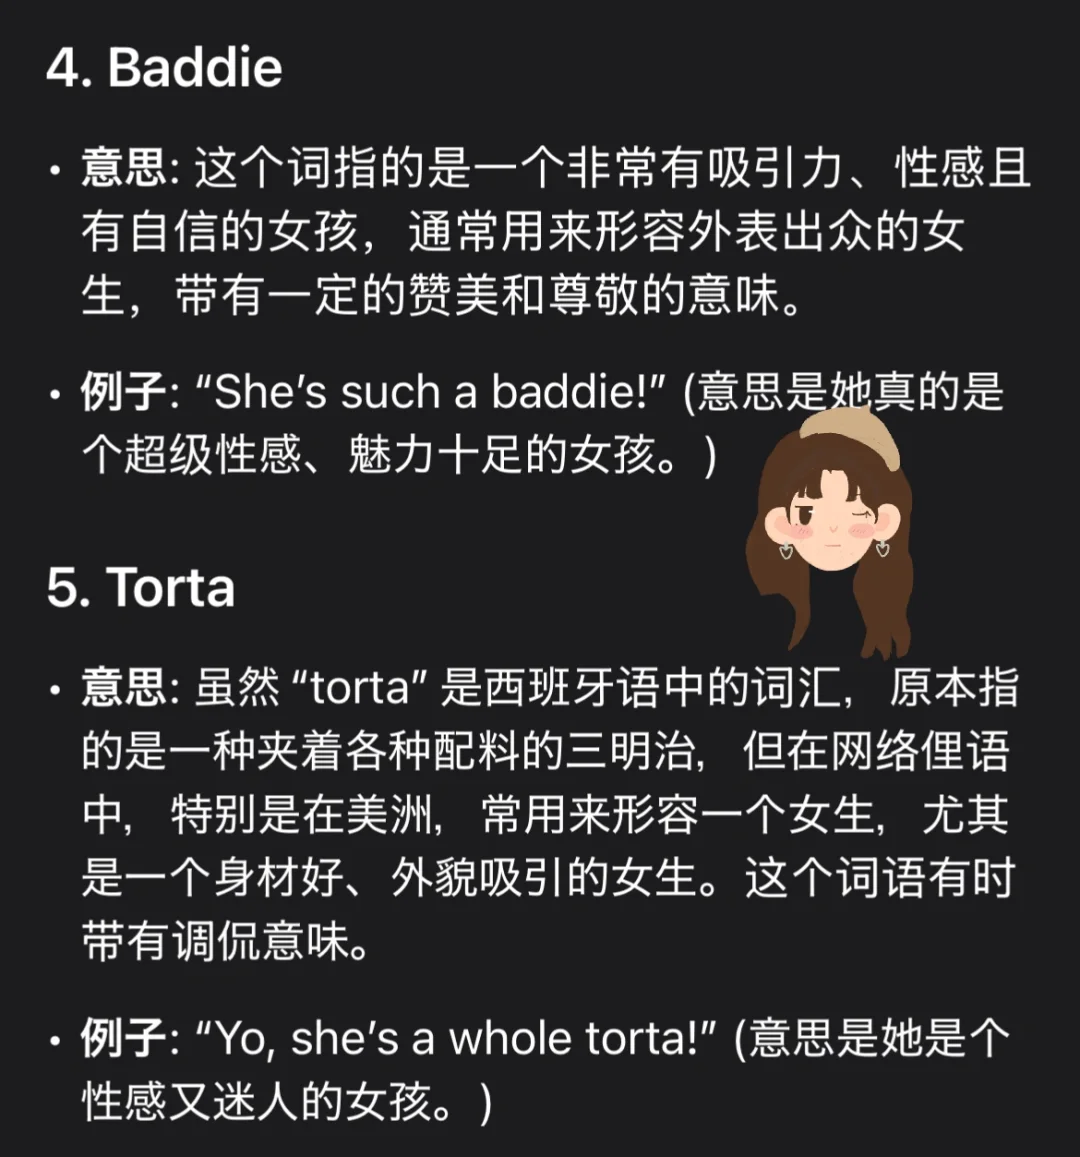 4. Baddie
• 意思: 这个词指的是一个非常有吸引力、性感且
有自信的女孩，通常用来形容外表出众的女
生，带有一定的赞美和尊敬的意味。
• 例子: “She’s such a baddie!” (意思是她真的是
个超级性感、魅力十足的女孩。)
5. Torta
• 意思: 虽然 “torta” 是西班牙语中的词汇，原本指
的是一种夹着各种配料的三明治，但在网络俚语
中，特别是在美洲，常用来形容一个女生，尤其
是一个身材好、外貌吸引的女生。这个词语有时
带有调侃意味。
• 例子: “Yo, she’s a whole torta!” (意思是她是个
性感又迷人的女孩。)